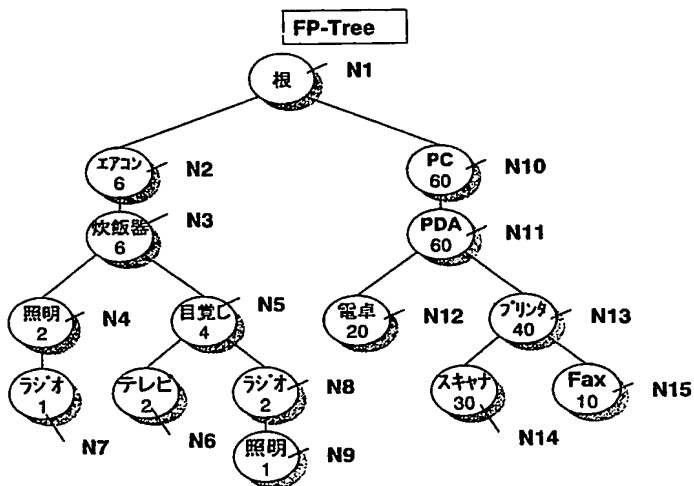 FP-Tree
根 N1
エアコン 6 N2
PC 60 N10
炊飯器 6 N3
PDA 60 N11
照明 2 N4
目覚し 4 N5
電卓 20 N12
プリンタ 40 N13
ラジオ 1 N7
テレビ 2 N6
ラジオ 2 N8
スキャナ 30 N14
Fax 10 N15
照明 1 N9